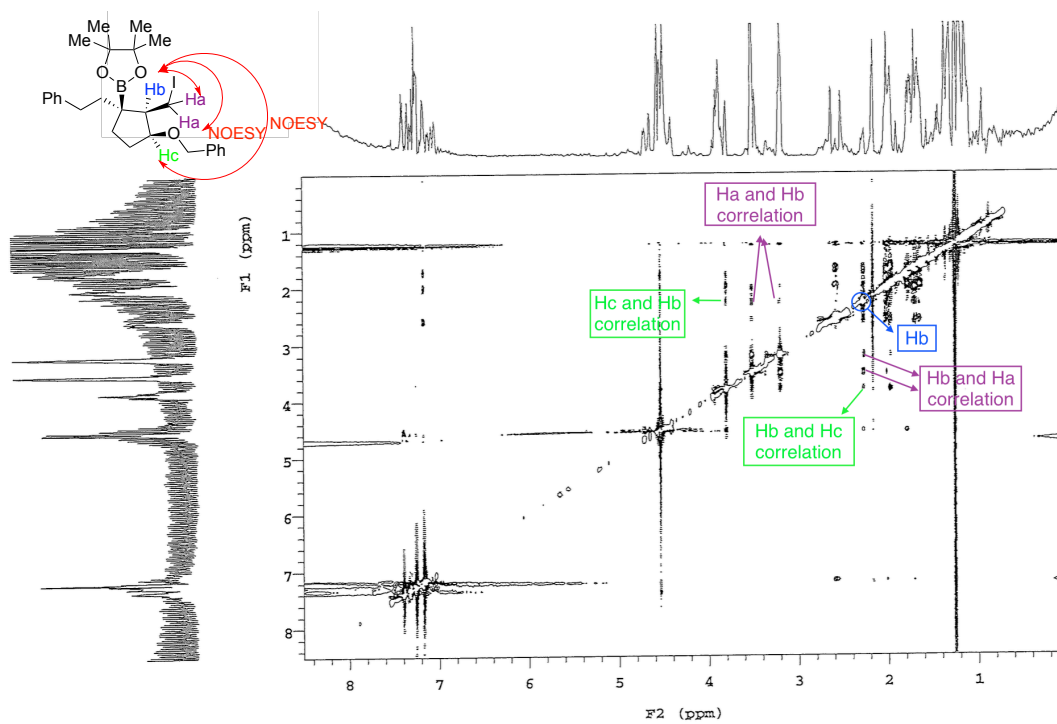 Me Me
Me Me
O O
B
Hb
I
Ph
Ha
Ha
O
NOESY
NOESY
Hc
Ph
Ha and Hb
correlation
Hc and Hb
correlation
Hb
Hb and Ha
correlation
Hb and Hc
correlation
F1 (ppm)
1
2
3
4
5
6
7
8
8 7 6 5 4 3 2 1
F2 (ppm)